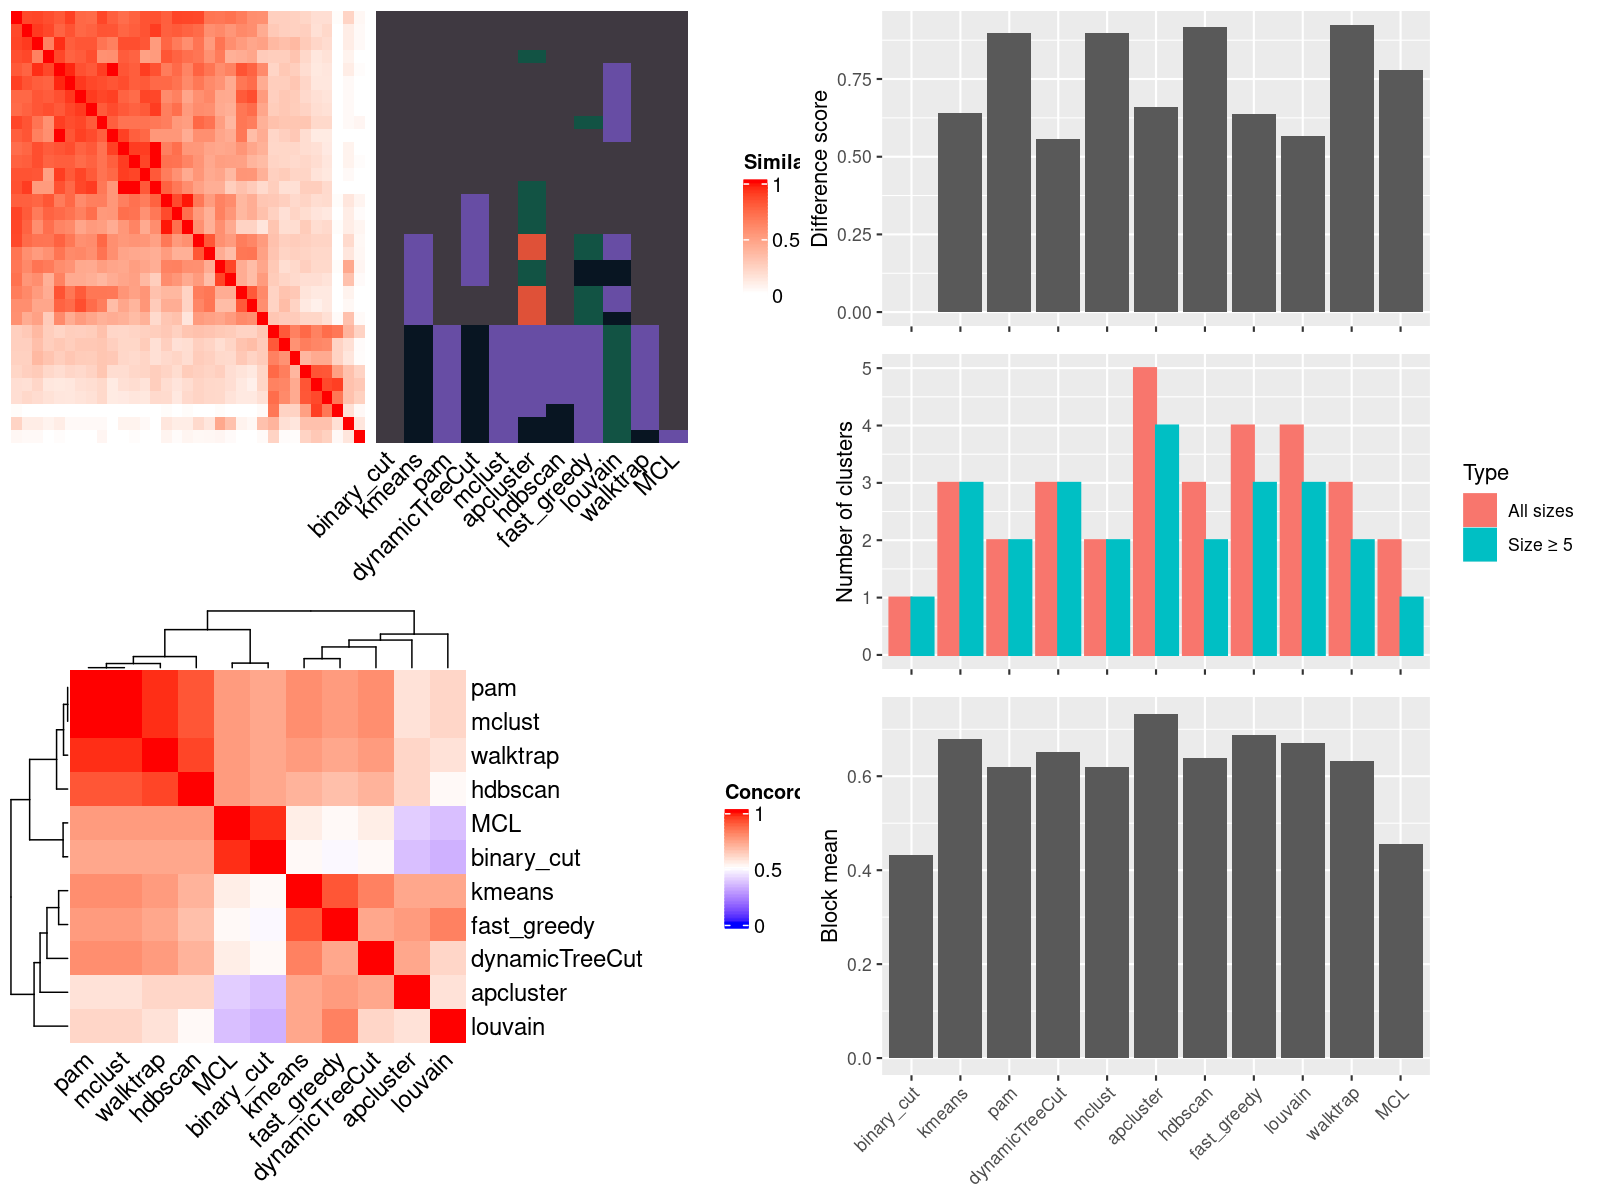 Simila
1
0.5
0
binary_cut
kmeans
pam
dynamicTreeCut
mclust
apcluster
hdbscan
fast_greedy
louvain
walktrap
MCL
pam
mclust
walktrap
hdbscan
MCL
binary_cut
kmeans
fast_greedy
dynamicTreeCut
apcluster
louvain
pam
mclust
walktrap
hdbscan
MCL
binary_cut
kmeans
fast_greedy
dynamicTreeCut
apcluster
louvain
Concord
1
0.5
0
Difference score
0.75
0.50
0.25
0.00
Number of clusters
5
4
3
2
1
0
Type
All sizes
Size ≥ 5
Block mean
0.6
0.4
0.2
0.0
binary_cut
kmeans
pam
dynamicTreeCut
mclust
apcluster
hdbscan
fast_greedy
louvain
walktrap
MCL